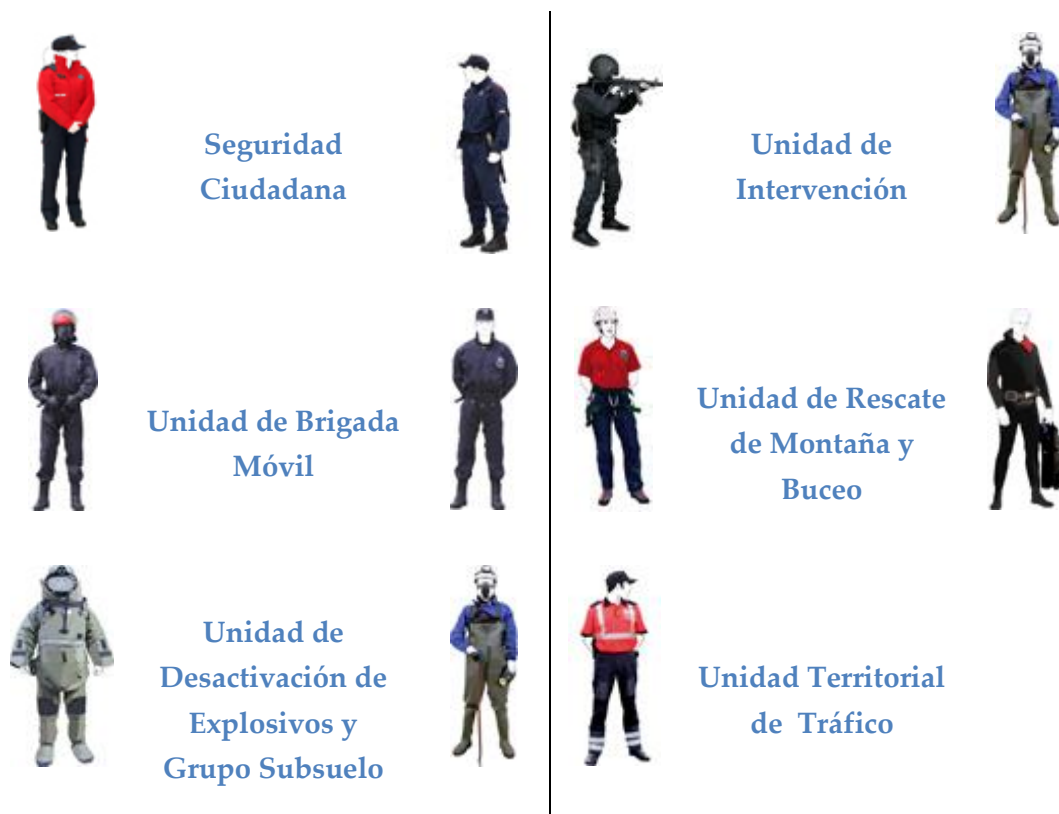 Seguridad
Ciudadana
Unidad de
Intervención
Unidad de Brigada
Móvil
Unidad de Rescate
de Montaña y
Buceo
Unidad de
Desactivación de
Explosivos y
Grupo Subsuelo
Unidad Territorial
de Tráfico